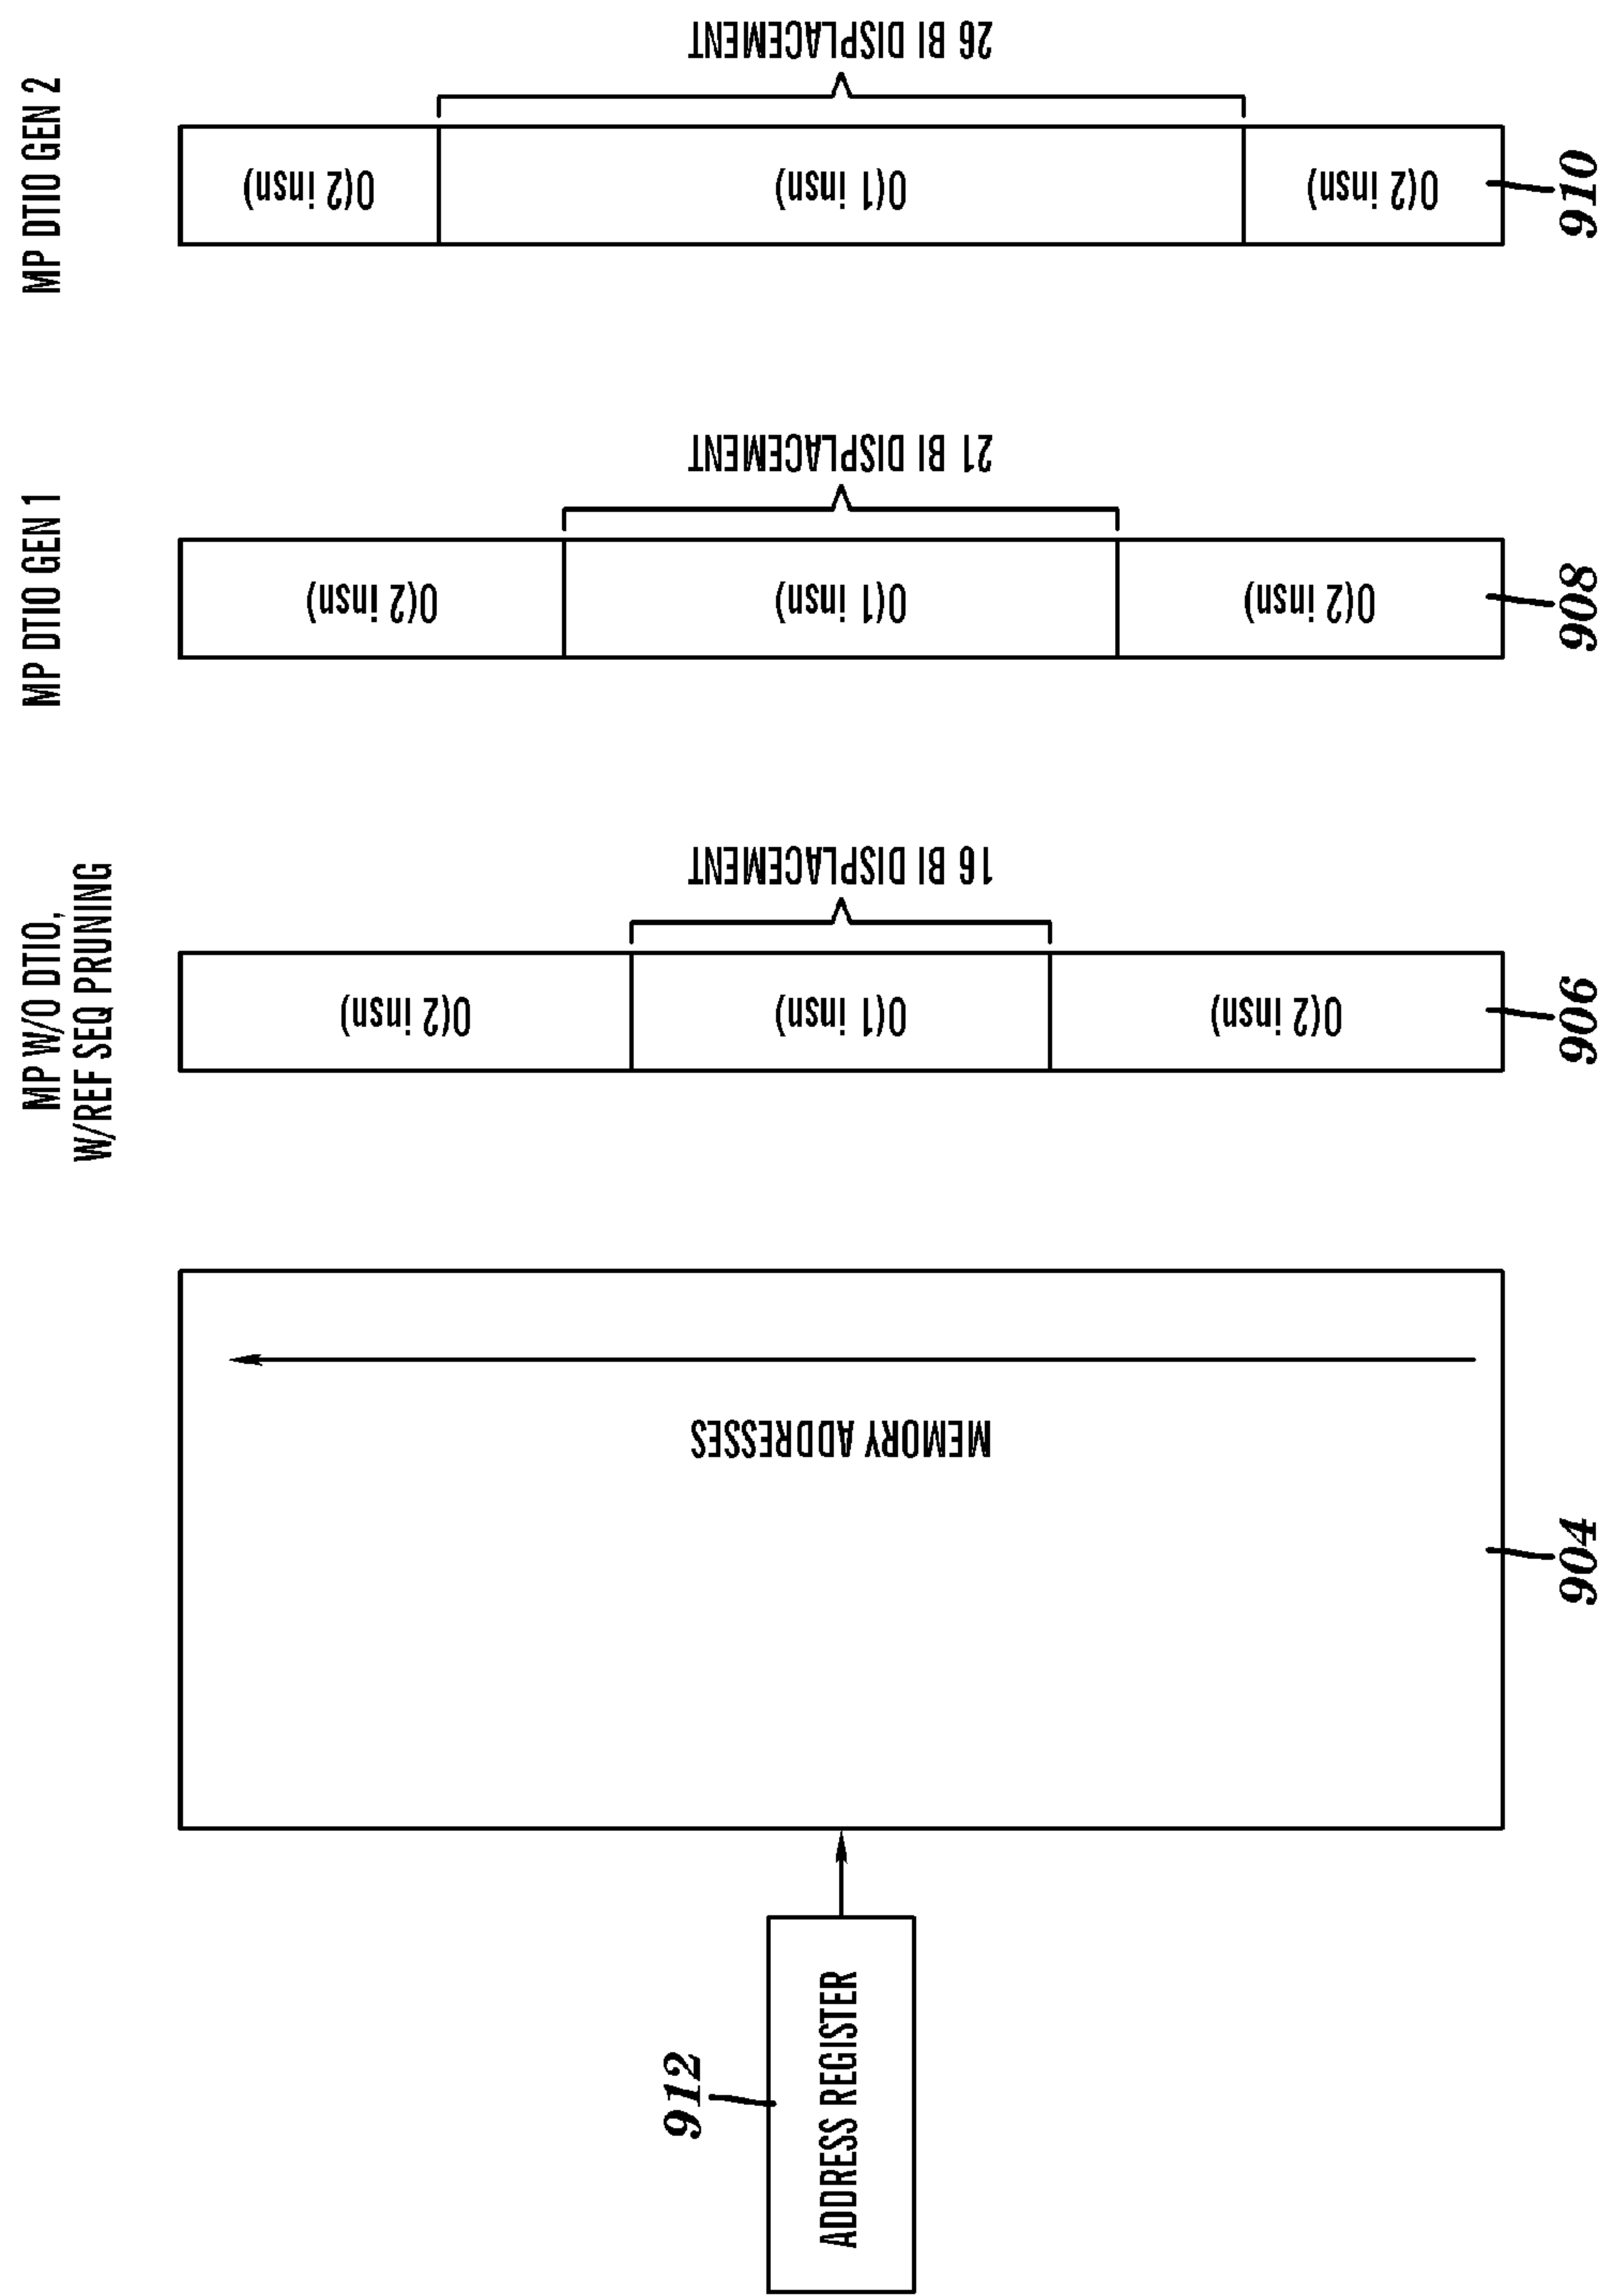 912
ADDRESS REGISTER
904
MEMORY ADDRESSES
MP W/O DTIO,
W/REF SEQ PRUNING
O(2 insn)
O(1 insn)
O(2 insn)
16 BI DISPLACEMENT
906
MP DTIO GEN 1
O(2 insn)
O(1 insn)
O(2 insn)
21 BI DISPLACEMENT
908
MP DTIO GEN 2
O(2 insn)
O(1 insn)
O(2 insn)
26 BI DISPLACEMENT
910